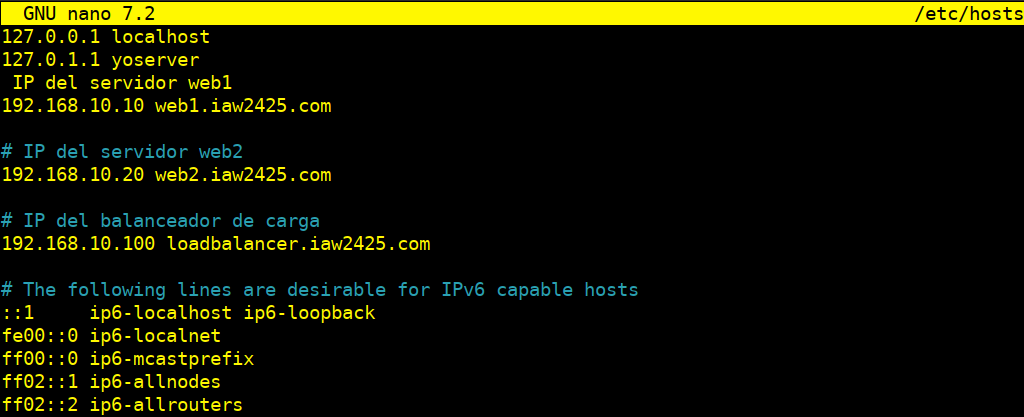 GNU nano 7.2 /etc/hosts
127.0.0.1 localhost
127.0.1.1 yoserver
 IP del servidor web1
192.168.10.10 web1.iaw2425.com

# IP del servidor web2
192.168.10.20 web2.iaw2425.com

# IP del balanceador de carga
192.168.10.100 loadbalancer.iaw2425.com

# The following lines are desirable for IPv6 capable hosts
::1     ip6-localhost ip6-loopback
fe00::0 ip6-localnet
ff00::0 ip6-mcastprefix
ff02::1 ip6-allnodes
ff02::2 ip6-allrouters